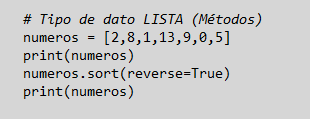 # Tipo de dato LISTA (Métodos)
numeros = [2,8,1,13,9,0,5]
print(numeros)
numeros.sort(reverse=True)
print(numeros)